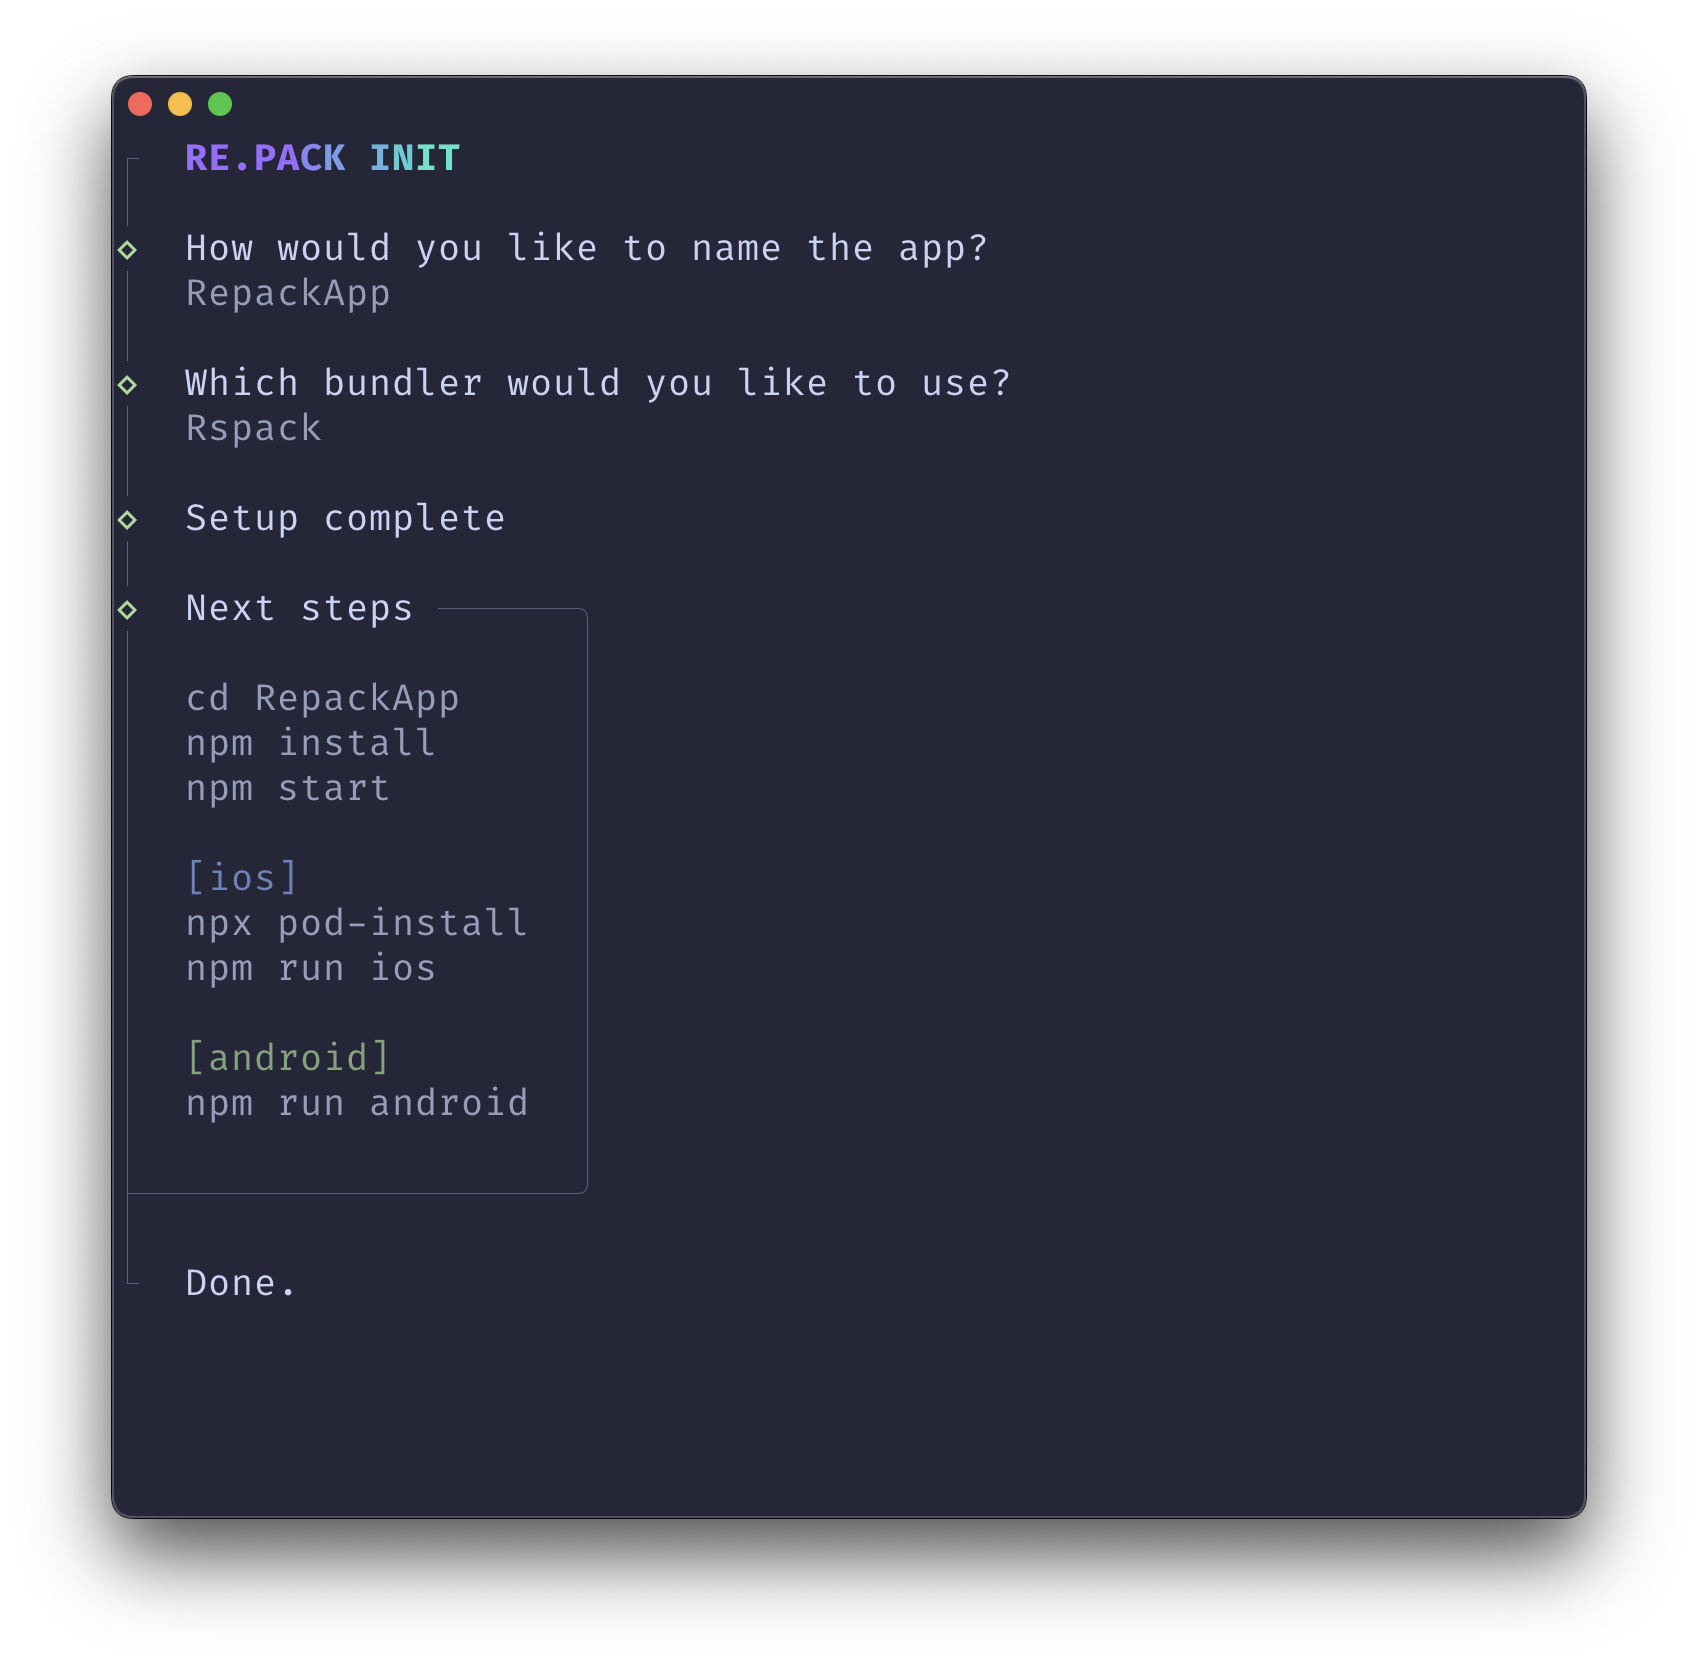 RE.PACK INIT
How would you like to name the app?
RepackApp
Which bundler would you like to use?
Rspack
Setup complete
Next steps
cd RepackApp
npm install
npm start
[ios]
npx pod-install
npm run ios
[android]
npm run android
Done.